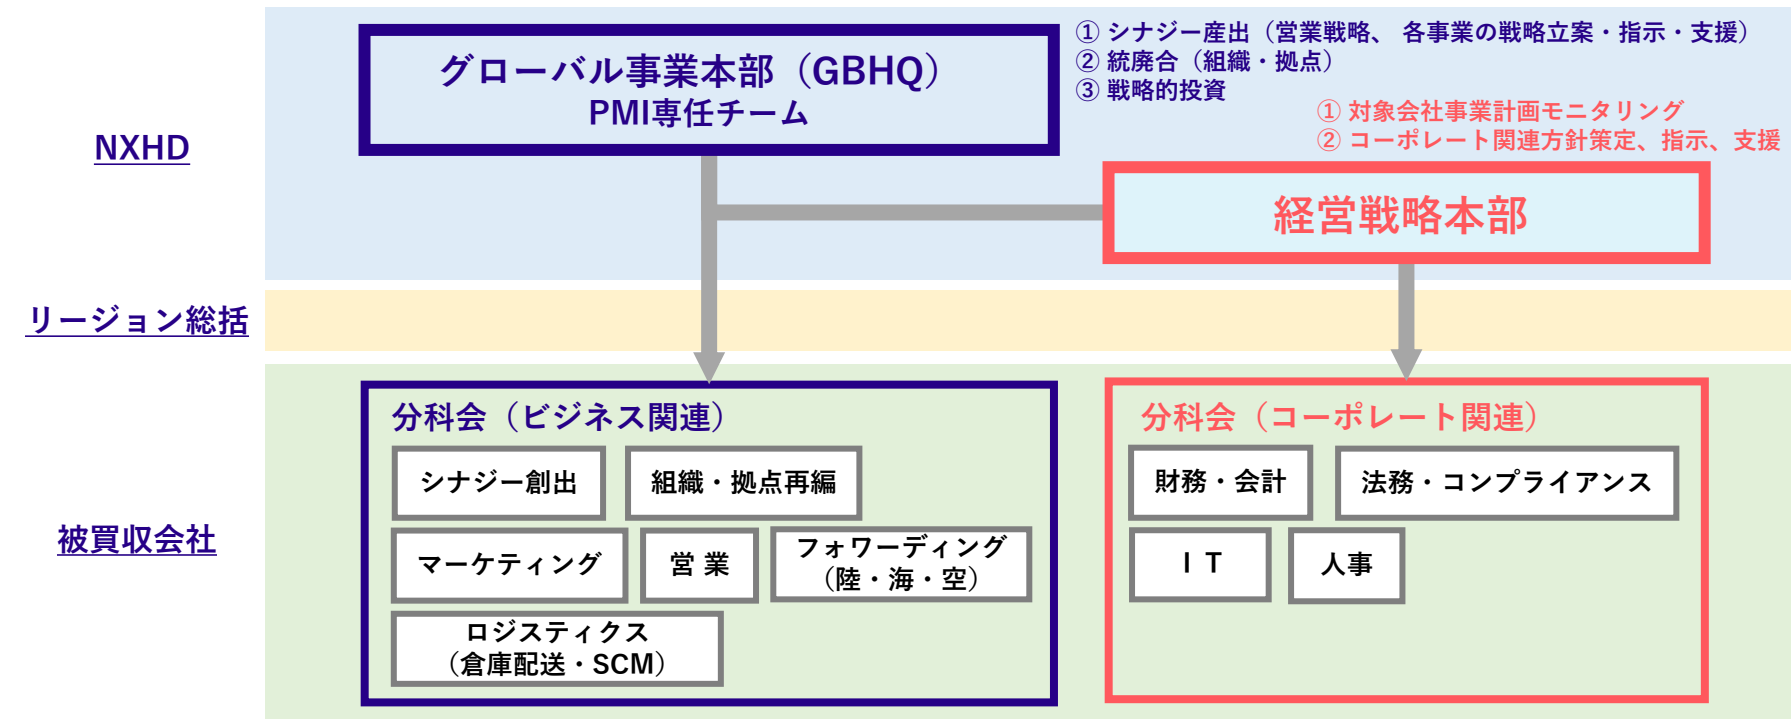 グローバル事業本部（GBHQ）
PMI専任チーム
① シナジー産出（営業戦略、 各事業の戦略立案・指示・支援）
② 統廃合（組織・拠点）
③ 戦略的投資
① 対象会社事業計画モニタリング
② コーポレート関連方針策定、指示、支援
NXHD
経営戦略本部
リージョン総括
被買収会社
分科会（ビジネス関連）
シナジー創出
組織・拠点再編
マーケティング
営 業
フォワーディング
（陸・海・空）
ロジスティクス
（倉庫配送・SCM）
分科会（コーポレート関連）
財務・会計
法務・コンプライアンス
ＩＴ
人事